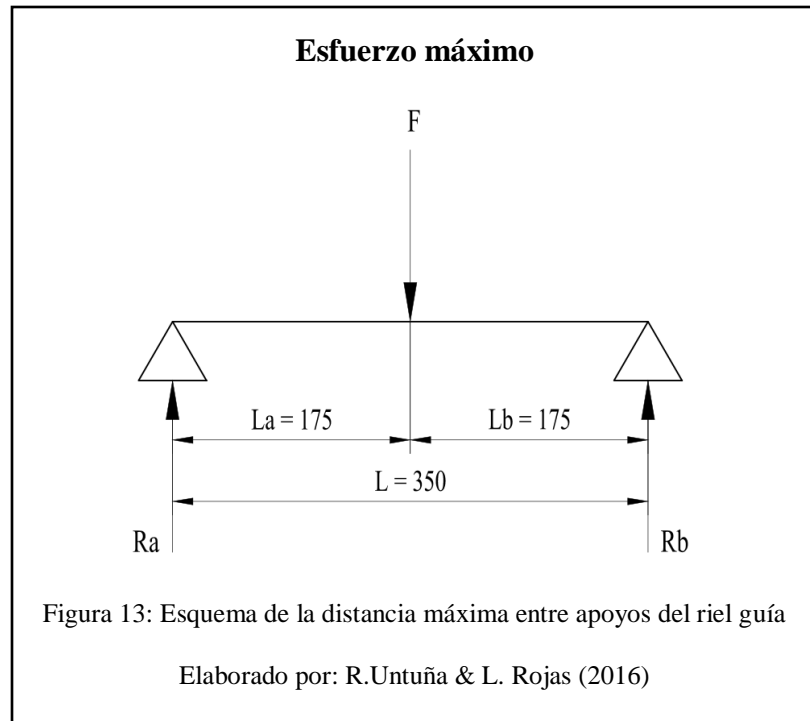 Esfuerzo máximo
F
La = 175
Lb = 175
L = 350
Ra
Rb
Figura 13: Esquema de la distancia máxima entre apoyos del riel guía
Elaborado por: R.Untuña & L. Rojas (2016)